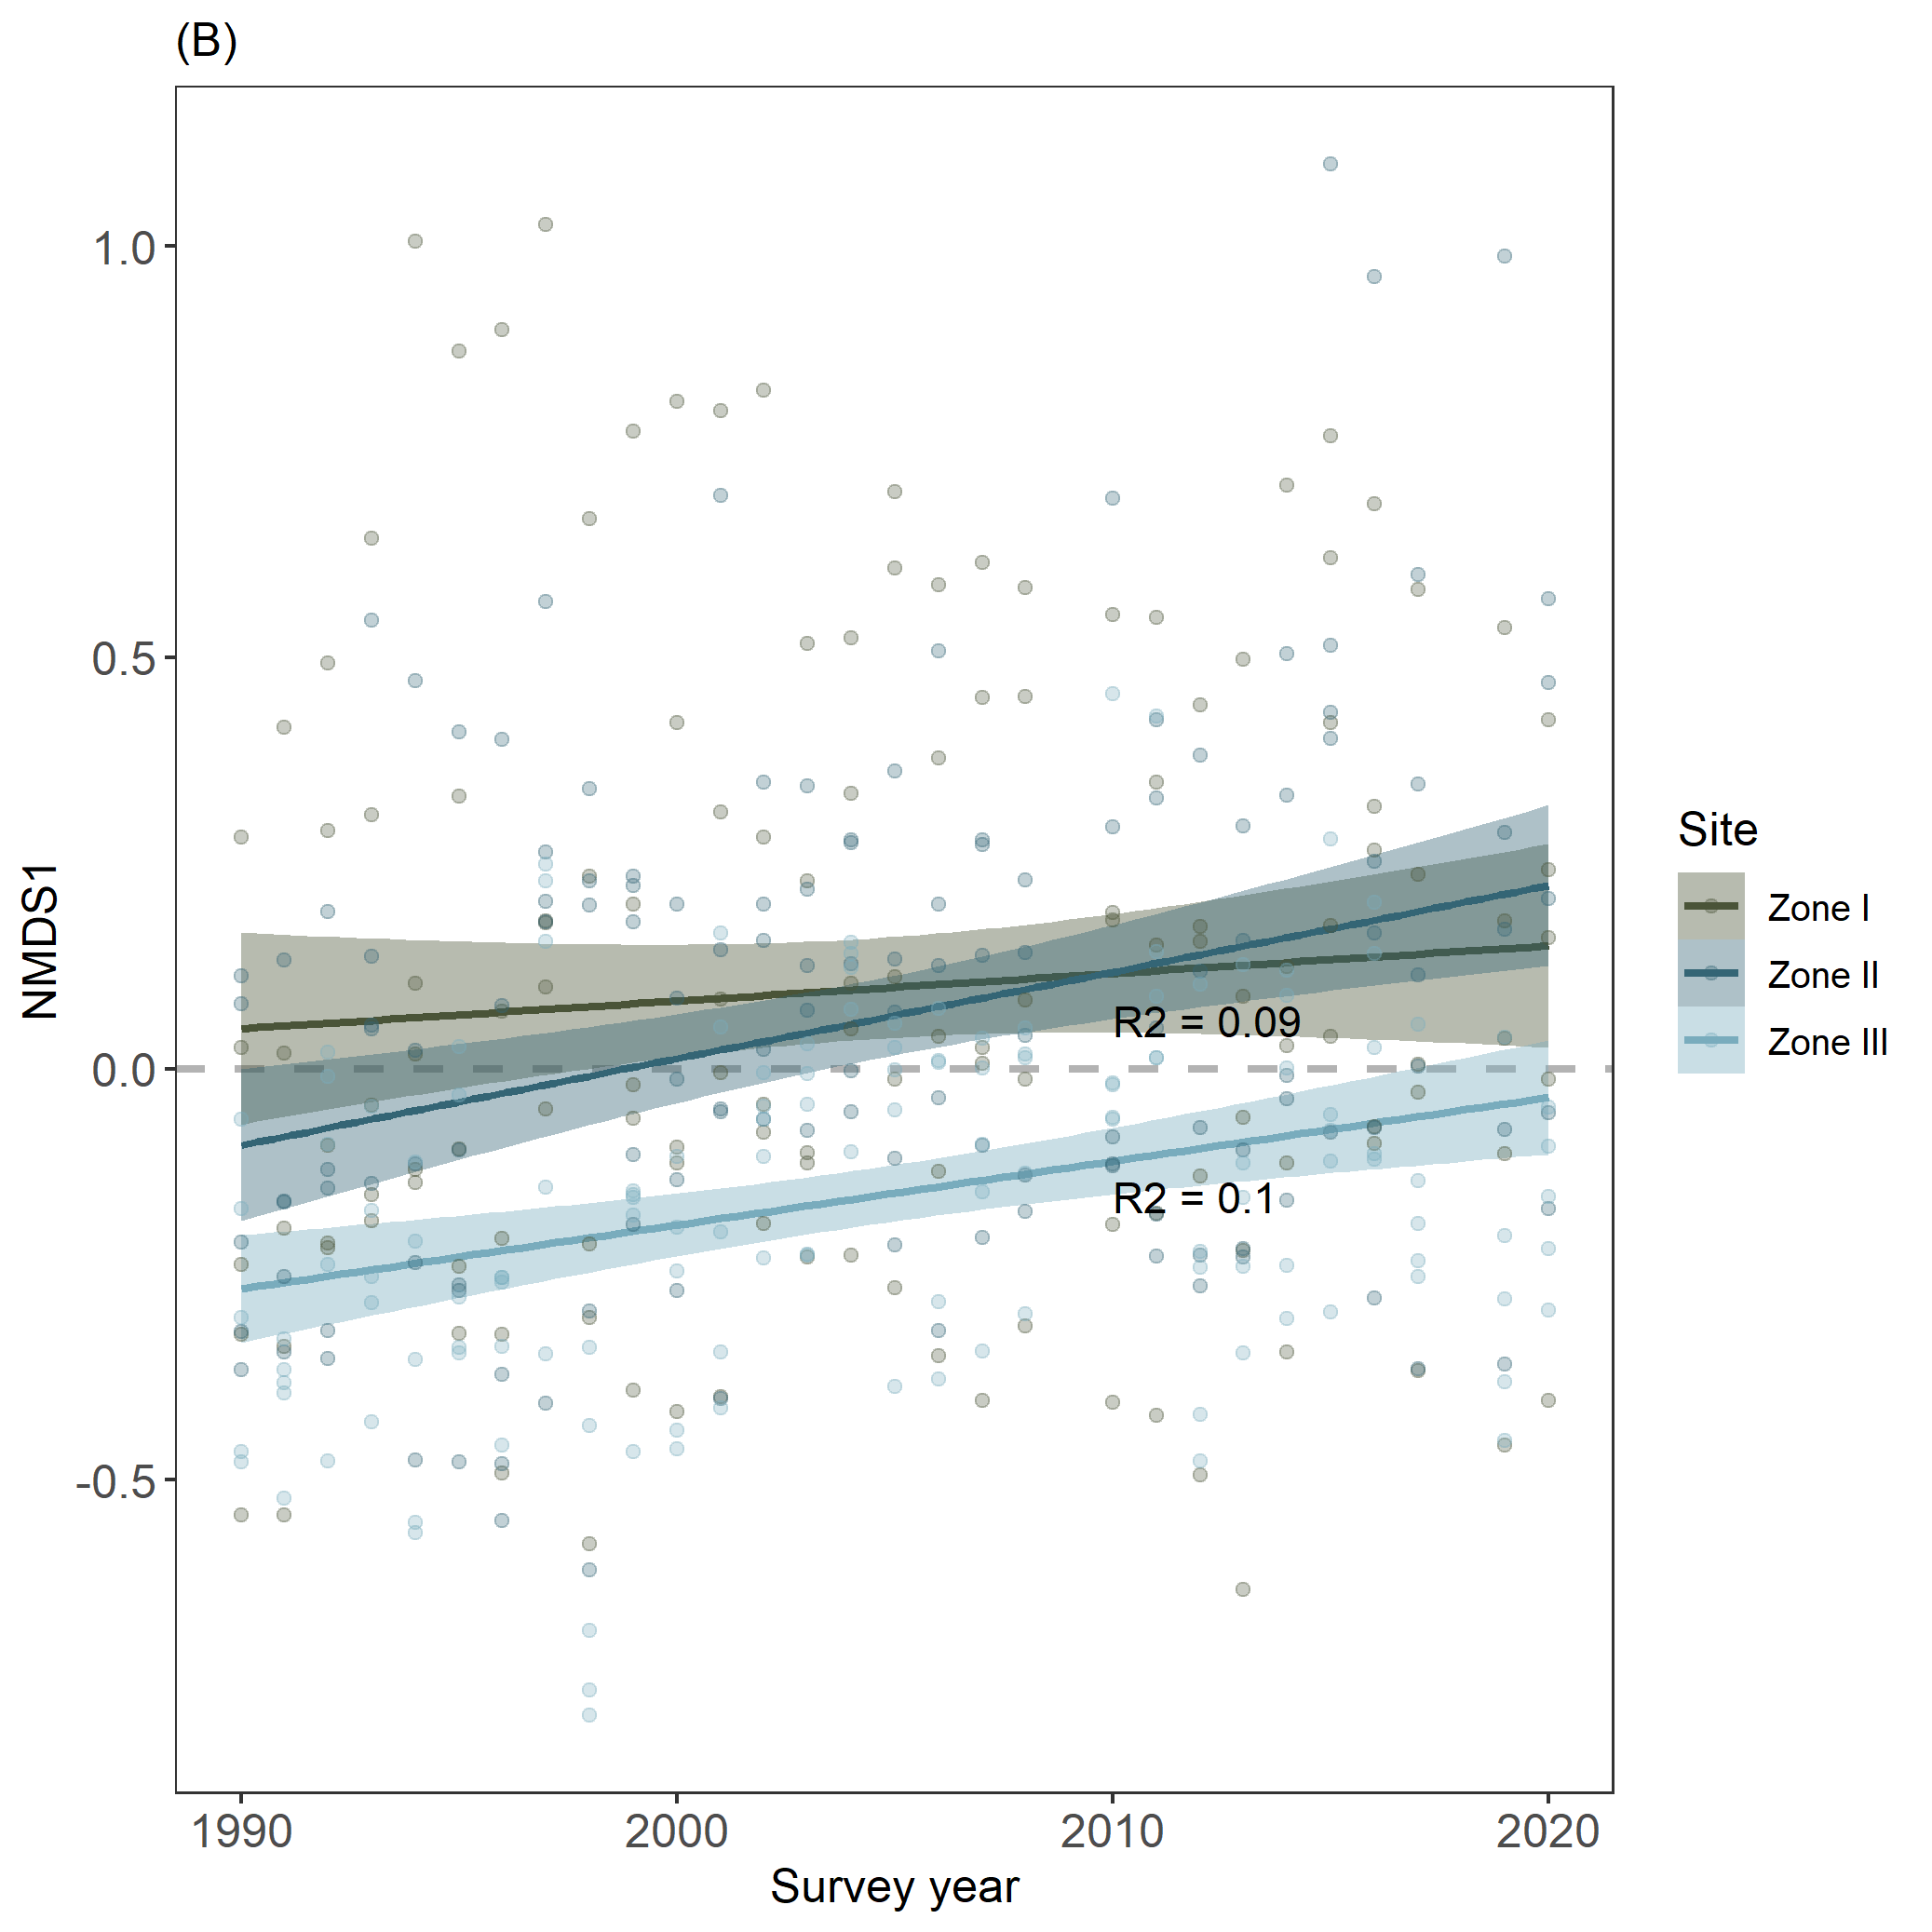 (B)
1.0
0.5
0.0
-0.5
NMDS1
R2 = 0.09
R2 = 0.1
1990
2000
2010
2020
Survey year
Site
Zone I
Zone II
Zone III